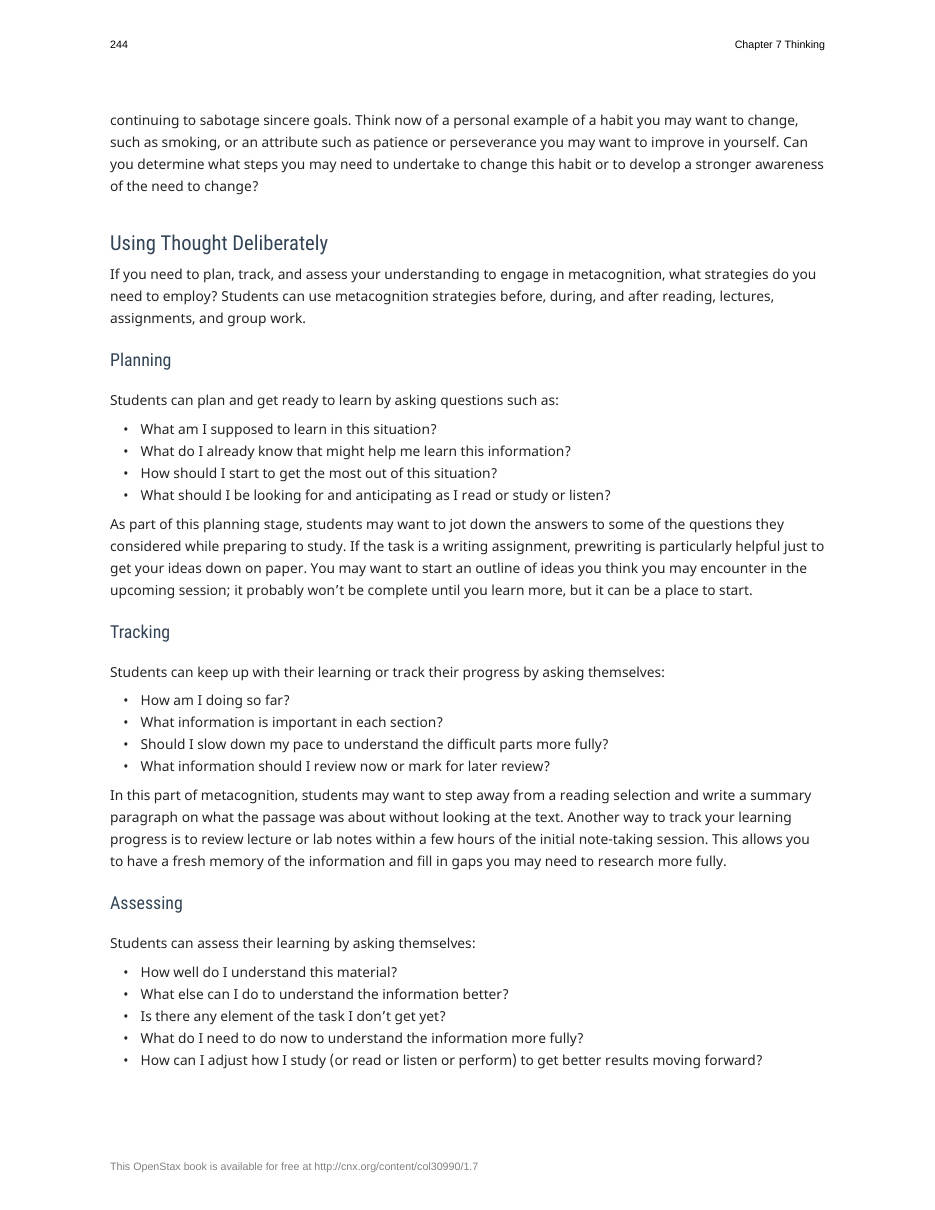 244
Chapter 7 Thinking
continuing to sabotage sincere goals. Think now of a personal example of a habit you may want to change,
such as smoking, or an attribute such as patience or perseverance you may want to improve in yourself. Can
you determine what steps you may need to undertake to change this habit or to develop a stronger awareness
of the need to change?
Using Thought Deliberately
If you need to plan, track, and assess your understanding to engage in metacognition, what strategies do you
need to employ? Students can use metacognition strategies before, during, and after reading, lectures,
assignments, and group work.
Planning
Students can plan and get ready to learn by asking questions such as:
• What am I supposed to learn in this situation?
• What do I already know that might help me learn this information?
• How should I start to get the most out of this situation?
• What should I be looking for and anticipating as I read or study or listen?
As part of this planning stage, students may want to jot down the answers to some of the questions they
considered while preparing to study. If the task is a writing assignment, prewriting is particularly helpful just to
get your ideas down on paper. You may want to start an outline of ideas you think you may encounter in the
upcoming session; it probably won’t be complete until you learn more, but it can be a place to start.
Tracking
Students can keep up with their learning or track their progress by asking themselves:
• How am I doing so far?
• What information is important in each section?
• Should I slow down my pace to understand the difficult parts more fully?
• What information should I review now or mark for later review?
In this part of metacognition, students may want to step away from a reading selection and write a summary
paragraph on what the passage was about without looking at the text. Another way to track your learning
progress is to review lecture or lab notes within a few hours of the initial note-taking session. This allows you
to have a fresh memory of the information and fill in gaps you may need to research more fully.
Assessing
Students can assess their learning by asking themselves:
• How well do I understand this material?
• What else can I do to understand the information better?
• Is there any element of the task I don’t get yet?
• What do I need to do now to understand the information more fully?
• How can I adjust how I study (or read or listen or perform) to get better results moving forward?
This OpenStax book is available for free at http://cnx.org/content/col30990/1.7